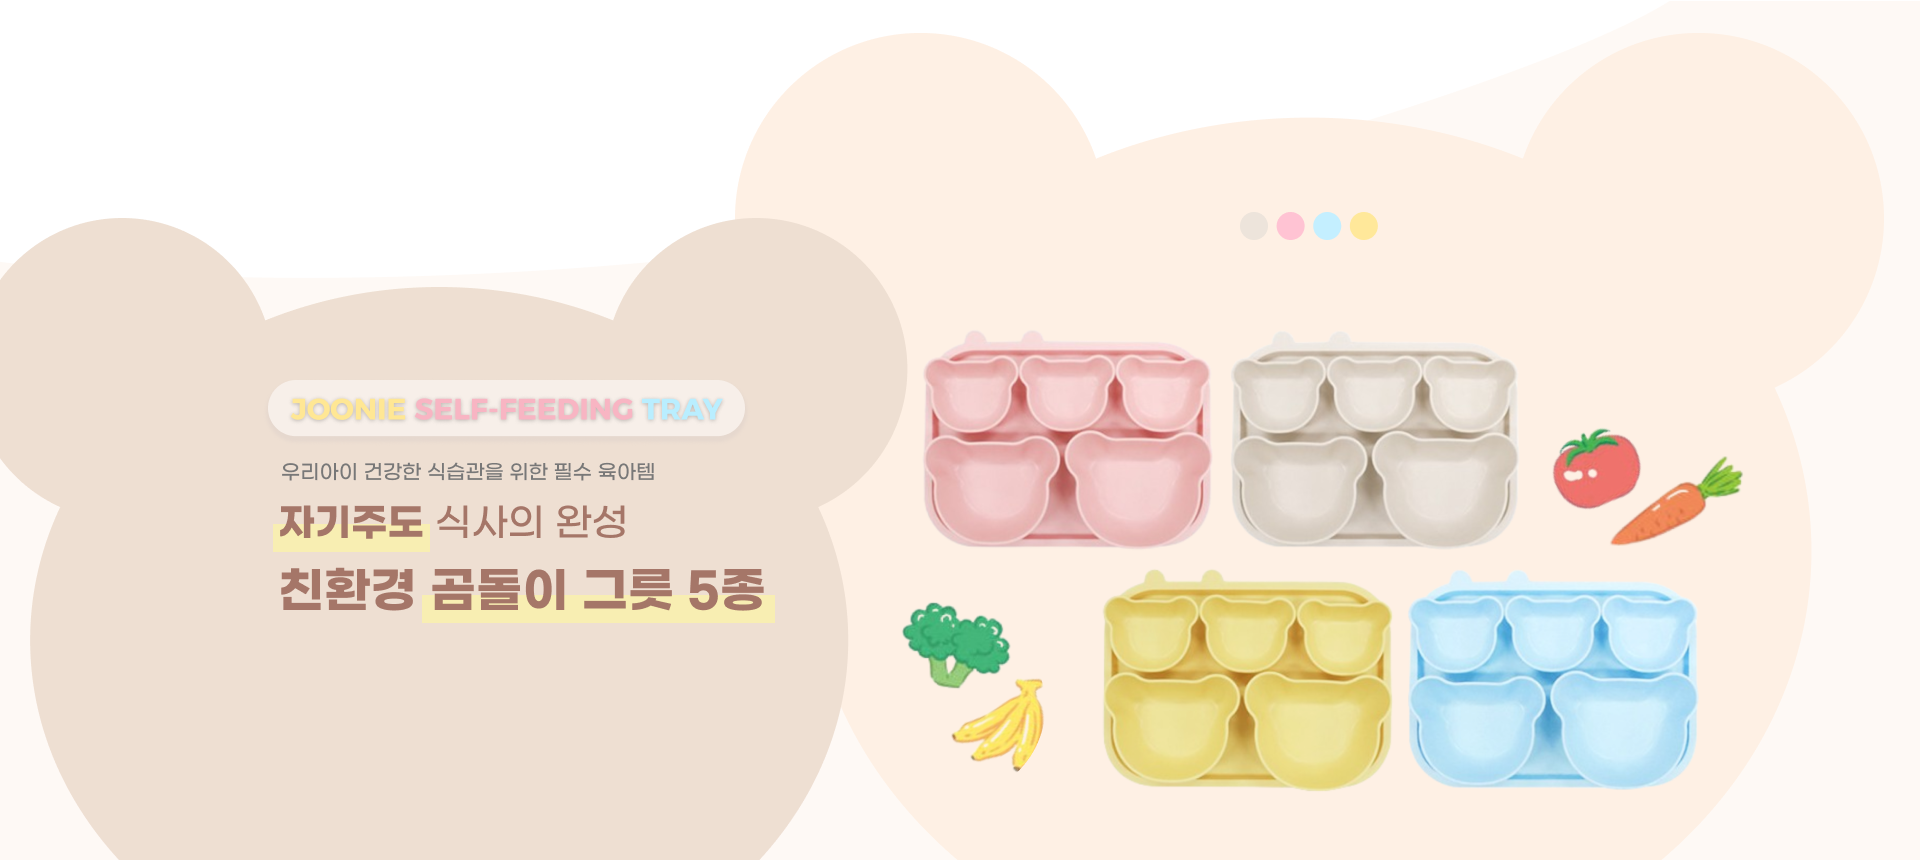 JOONIE SELF-FEEDING TRAY
우리아이 건강한 식습관을 위한 필수 육아템
자기주도 식사의 완성
친환경 곰돌이 그릇 5종